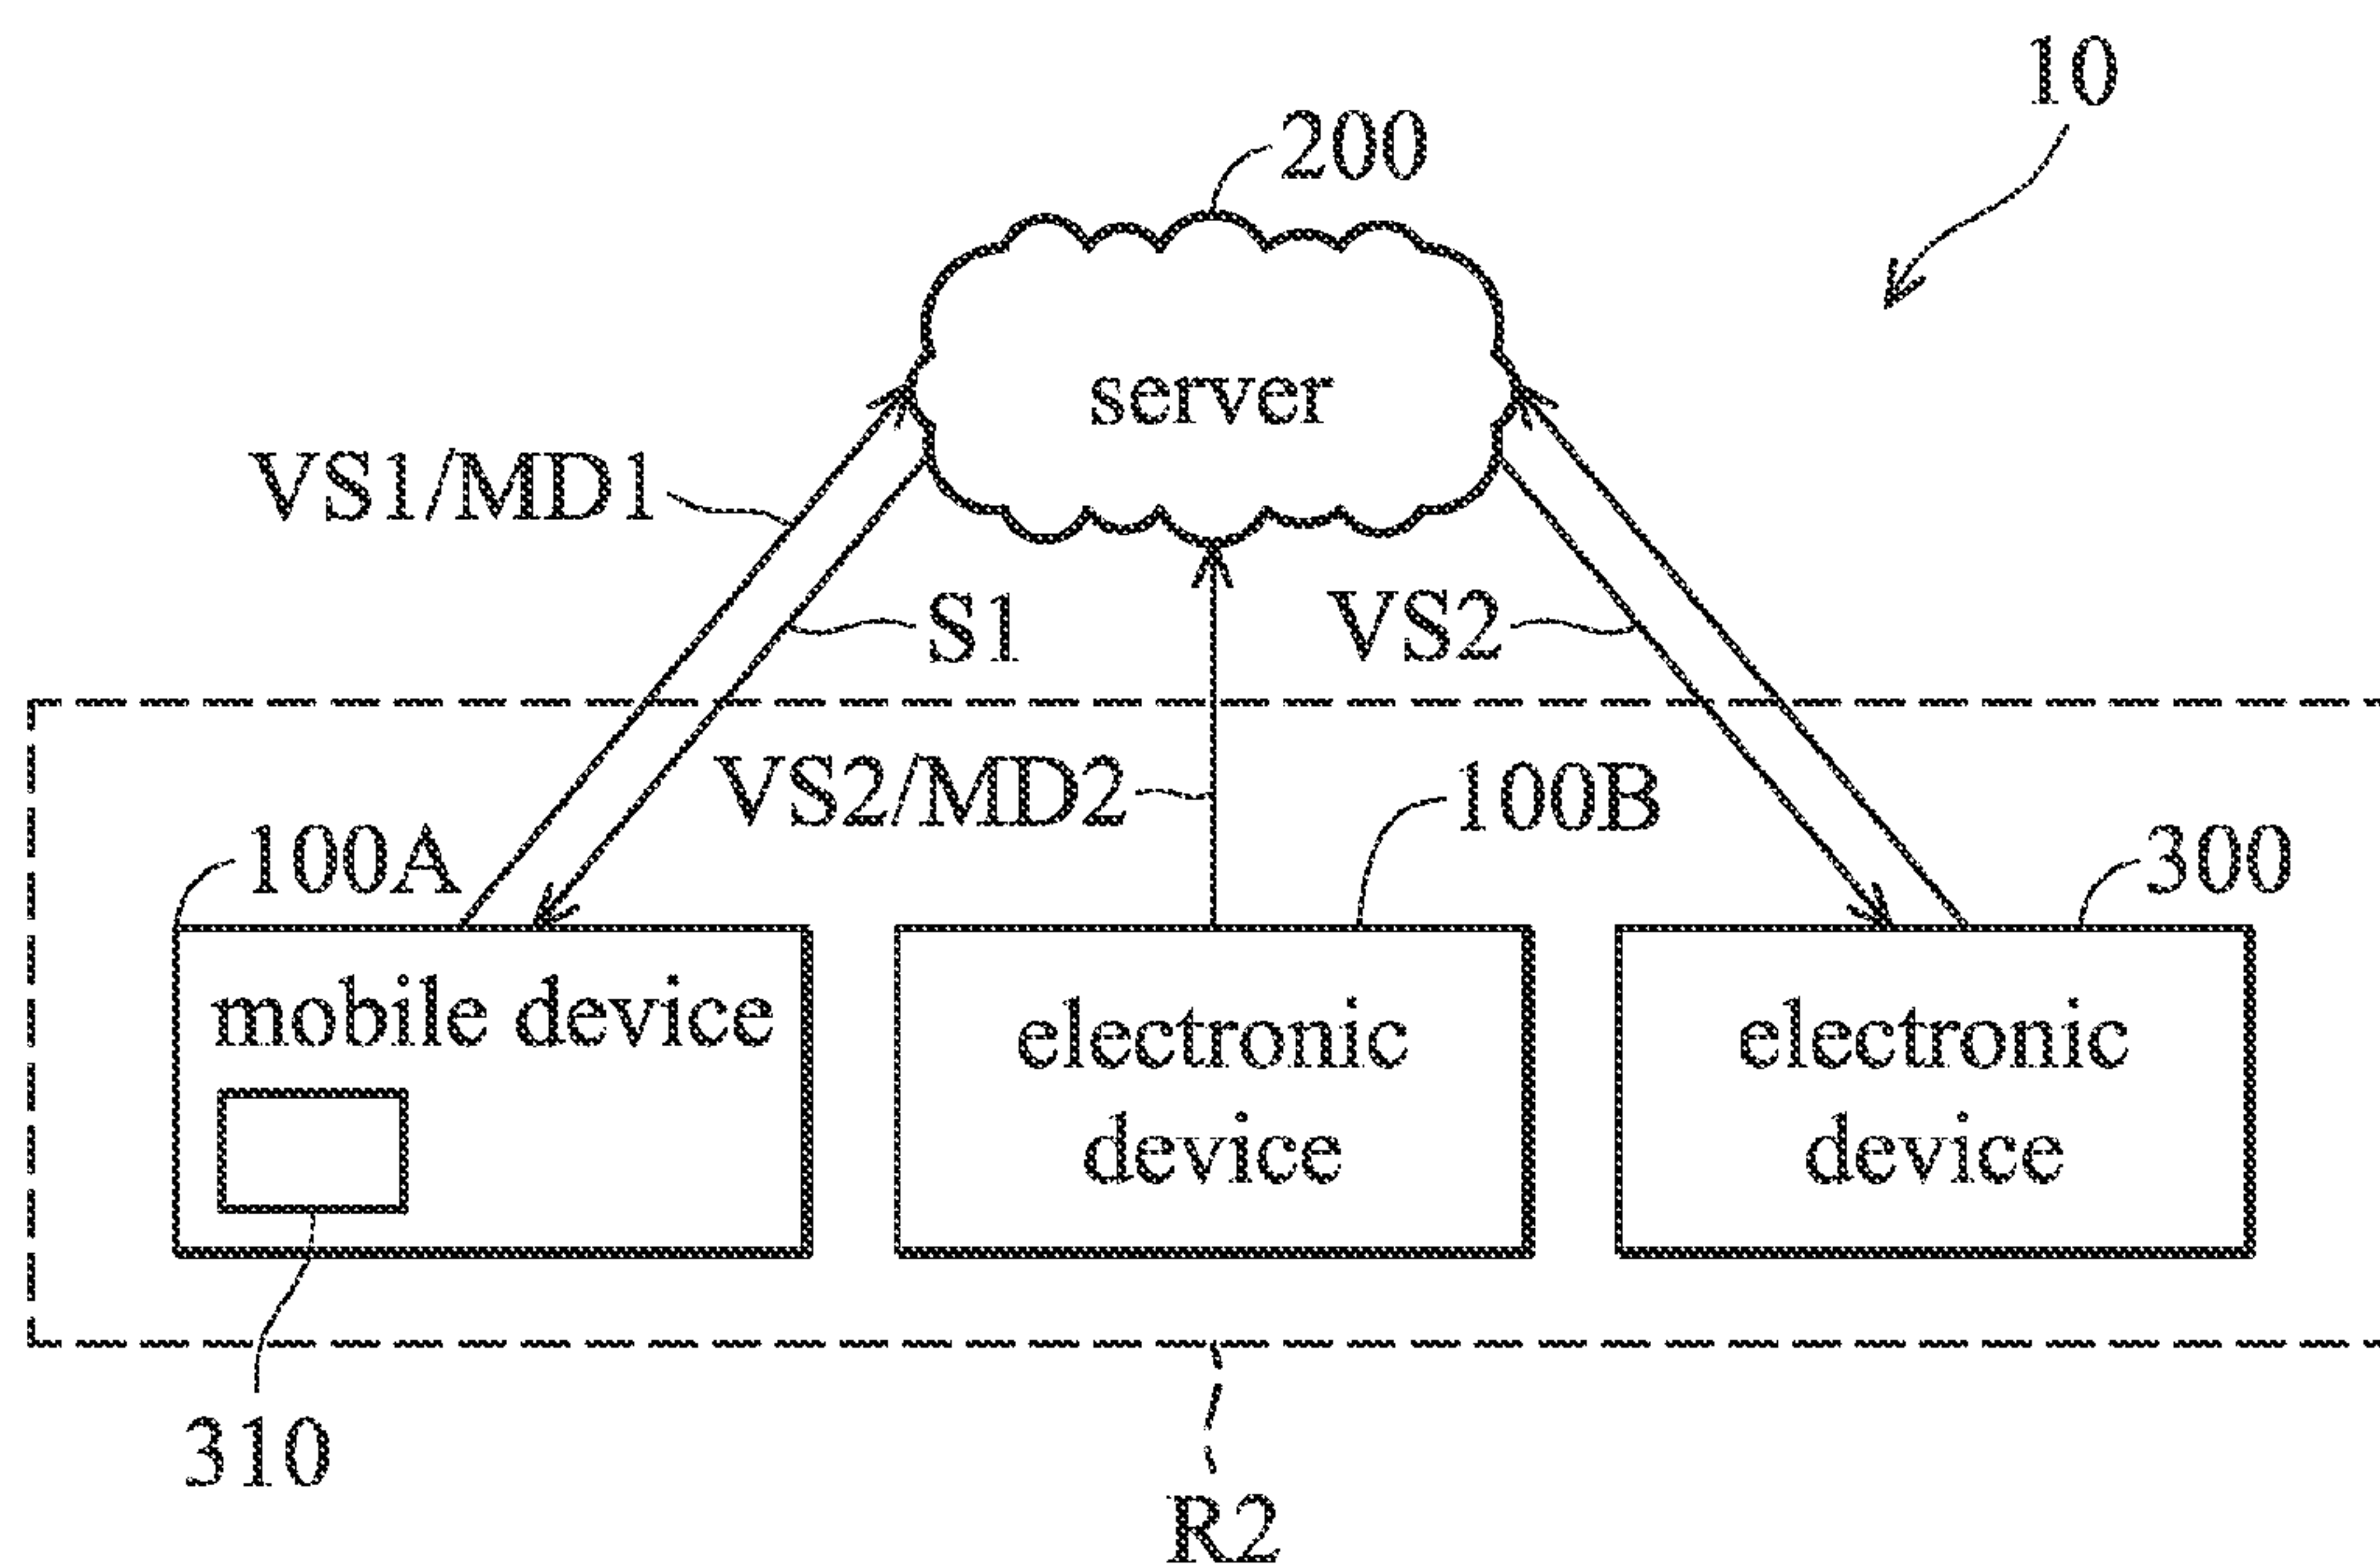 10
200
server
VS1/MD1
S1
VS2
VS2/MD2
100B
100A
300
mobile device
electronic
device
electronic
device
310
R2